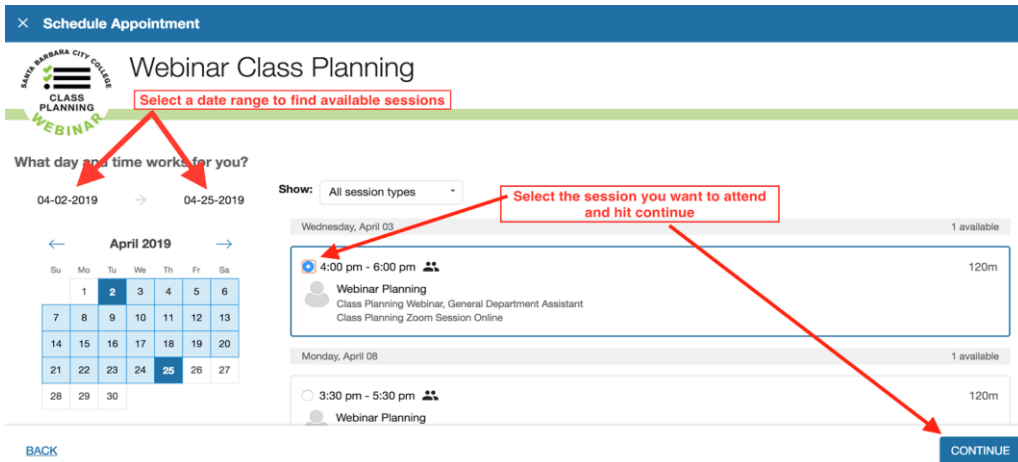 × Schedule Appointment
SANTA BARBARA CITY COLLEGE
CLASS
PLANNING
WEBINAR
Webinar Class Planning
Select a date range to find available sessions
What day and time works for you?
04-02-2019 → 04-25-2019
← April 2019 →
Su Mo Tu We Th Fr Sa
1 2 3 4 5 6
7 8 9 10 11 12 13
14 15 16 17 18 19 20
21 22 23 24 25 26 27
28 29 30
Show: All session types
Select the session you want to attend
and hit continue
Wednesday, April 03 1 available
4:00 pm - 6:00 pm 120m
Webinar Planning
Class Planning Webinar, General Department Assistant
Class Planning Zoom Session Online
Monday, April 08 1 available
3:30 pm - 5:30 pm 120m
Webinar Planning
BACK
CONTINUE